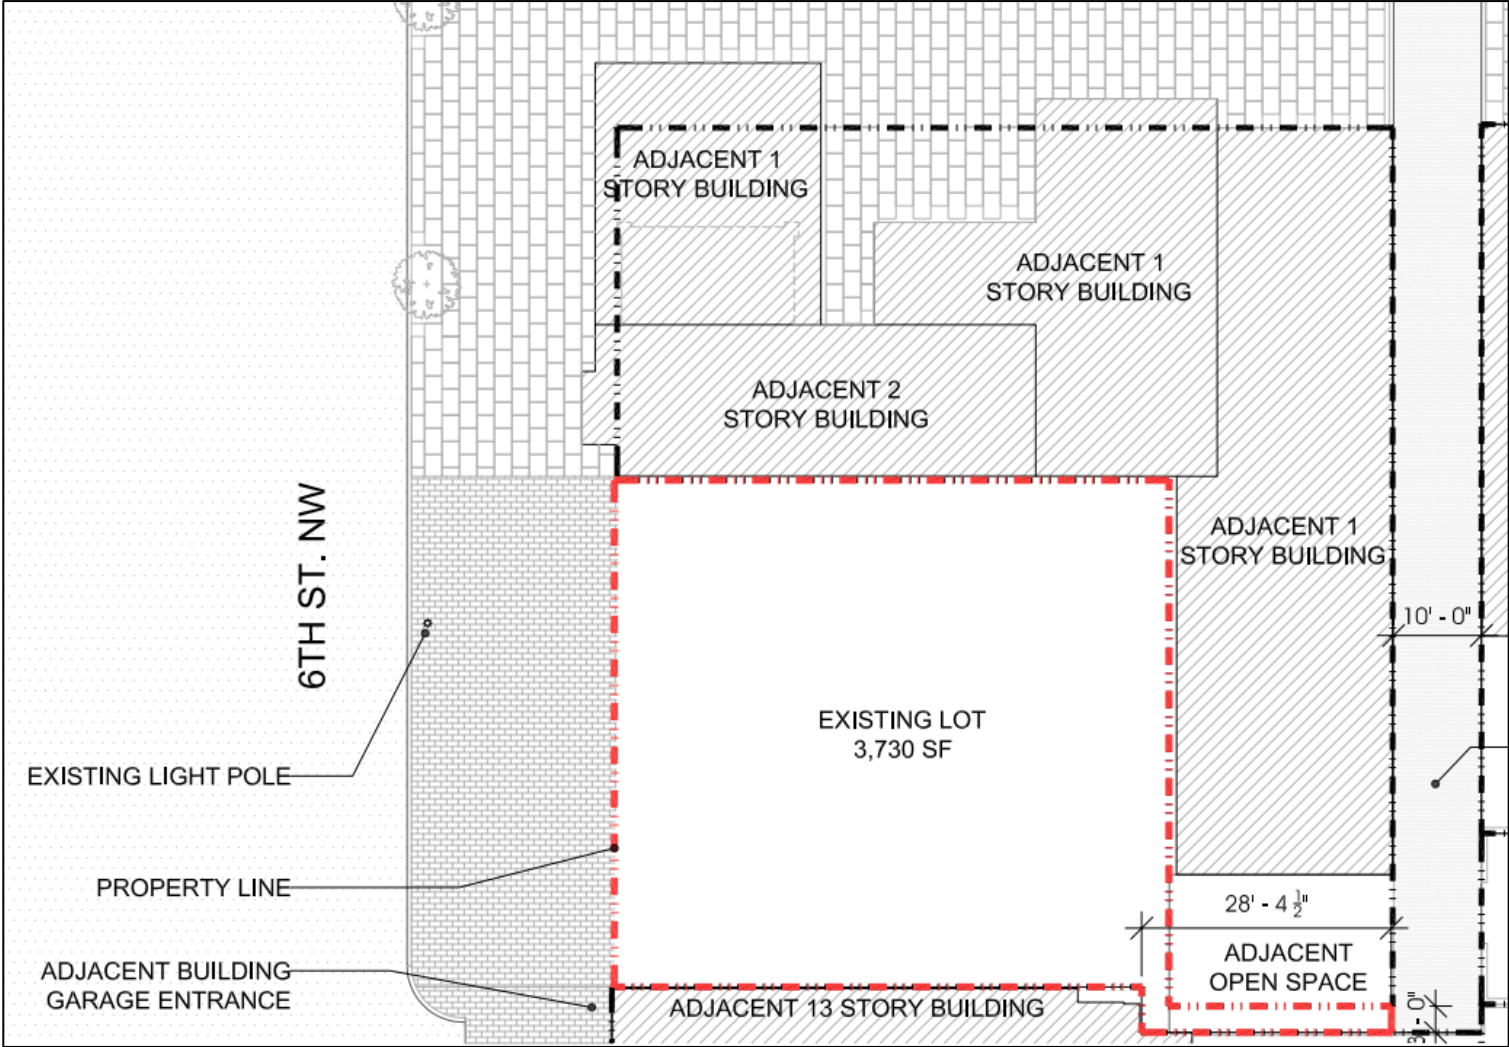 ADJACENT 1
STORY BUILDING
ADJACENT 1
STORY BUILDING
ADJACENT 2
STORY BUILDING
6TH ST. NW
ADJACENT 1
STORY BUILDING
10' - 0"
EXISTING LOT
3,730 SF
EXISTING LIGHT POLE
PROPERTY LINE
28' - 4 ½"
ADJACENT
OPEN SPACE
ADJACENT BUILDING
GARAGE ENTRANCE
ADJACENT 13 STORY BUILDING
3' - 0"